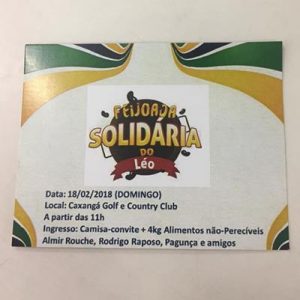 FEIJOADA
SOLIDÁRIA
DO
Léo
Data: 18/02/2018 (DOMINGO)
Local: Caxangá Golf e Country Club
A partir das 11h
Ingresso: Camisa-convite + 4kg Alimentos não-Perecíveis
Almir Rouche, Rodrigo Raposo, Pagunça e amigos